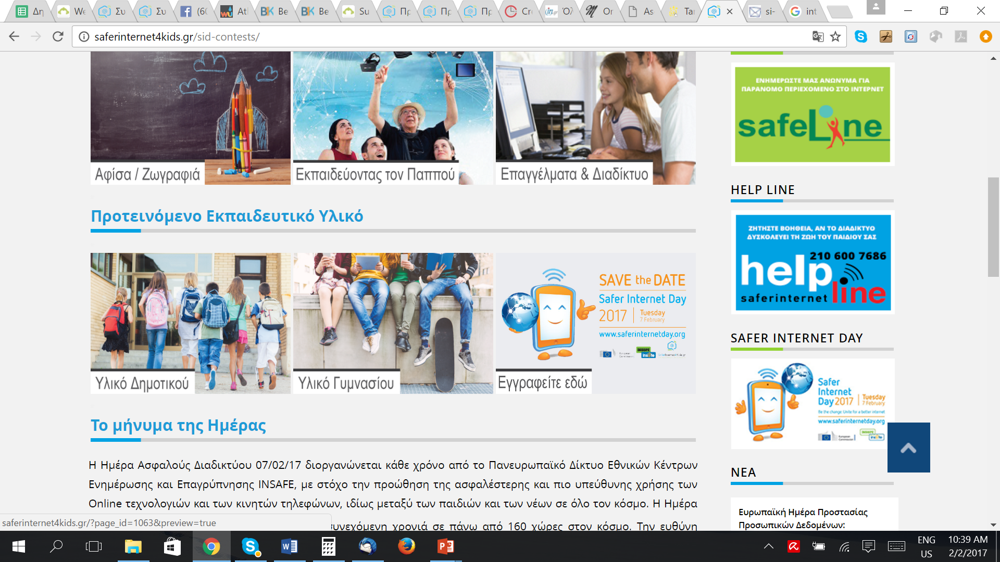 Δη
We
Συ
Συ
(60
Atl
Be
Be
Su
Πρ
Πρ
Πρ
Cr
Όλ
Or
As
Tar
si-
int
saferinternet4kids.gr/sid-contests/
Αφίσα / Ζωγραφιά
Εκπαιδεύοντας τον Παππού
Επαγγέλματα & Διαδίκτυο
Προτεινόμενο Εκπαιδευτικό Υλικό
Υλικό Δημοτικού
Υλικό Γυμνασίου
SAVE the DATE
Safer Internet Day
2017 | Tuesday
7 February
www.saferinternetday.org
Εγγραφείτε εδώ
Το μήνυμα της Ημέρας
Η Ημέρα Ασφαλούς Διαδικτύου 07/02/17 διοργανώνεται κάθε χρόνο από το Πανευρωπαϊκό Δίκτυο Εθνικών Κέντρων
Ενημέρωσης και Επαγρύπνησης INSAFE, με στόχο την προώθηση της ασφαλέστερης και πιο υπεύθυνης χρήσης των
Online τεχνολογιών και των κινητών τηλεφώνων, ιδίως μεταξύ των παιδιών και των νέων σε όλο τον κόσμο. Η Ημέρα
συνεχόμενη χρονιά σε πάνω από 160 χώρες στον κόσμο. Την ευθύνη
saferinternet4kids.gr/?page_id=1063&preview=true
ΕΝΗΜΕΡΩΣΤΕ ΜΑΣ ΑΝΩΝΥΜΑ ΓΙΑ
ΠΑΡΑΝΟΜΟ ΠΕΡΙΕΧΟΜΕΝΟ ΣΤΟ INTERNET
safeLine
HELP LINE
ΖΗΤΗΣΤΕ ΒΟΗΘΕΙΑ, ΑΝ ΤΟ ΔΙΑΔΙΚΤΥΟ
ΔΥΣΚΟΛΕΥΕΙ ΤΗ ΖΩΗ ΤΟΥ ΠΑΙΔΙΟΥ ΣΑΣ
210 600 7686
help
saferinternet line
SAFER INTERNET DAY
Safer
Internet
Day 2017 | Tuesday
7 February
Be the change: Unite for a better internet
www.saferinternetday.org
ΝΕΑ
Ευρωπαϊκή Ημέρα Προστασίας
Προσωπικών Δεδομένων:
ENG
US
10:39 AM
2/2/2017